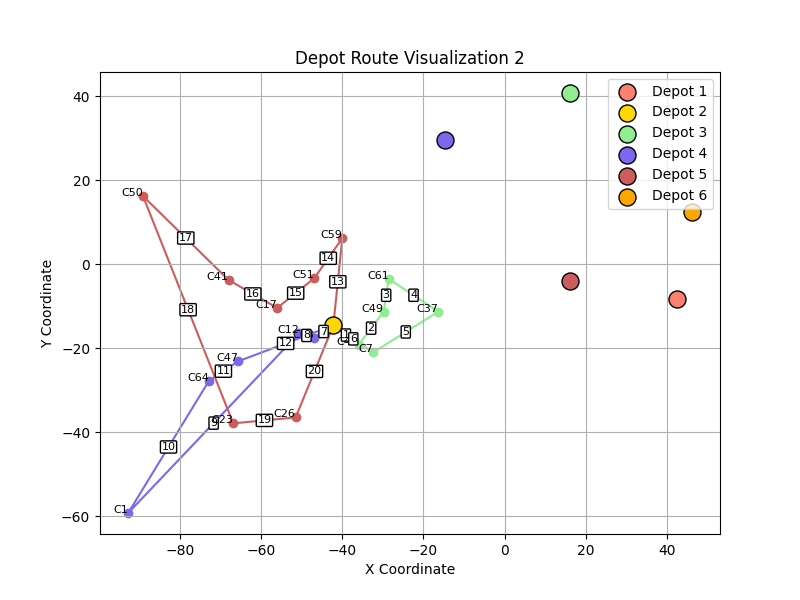 Depot Route Visualization 2
Depot 1
Depot 2
Depot 3
Depot 4
Depot 5
Depot 6
Y Coordinate
40
20
0
−20
−40
−60
−80
−60
−40
−20
0
20
40
X Coordinate
C50
C59
17
14
C41
C51
C61
13
16
15
3
4
C17
18
C49
C37
C12
2
8
7
1
5
6
12
C7
C47
11
20
C64
C23
9
19
C26
10
C1